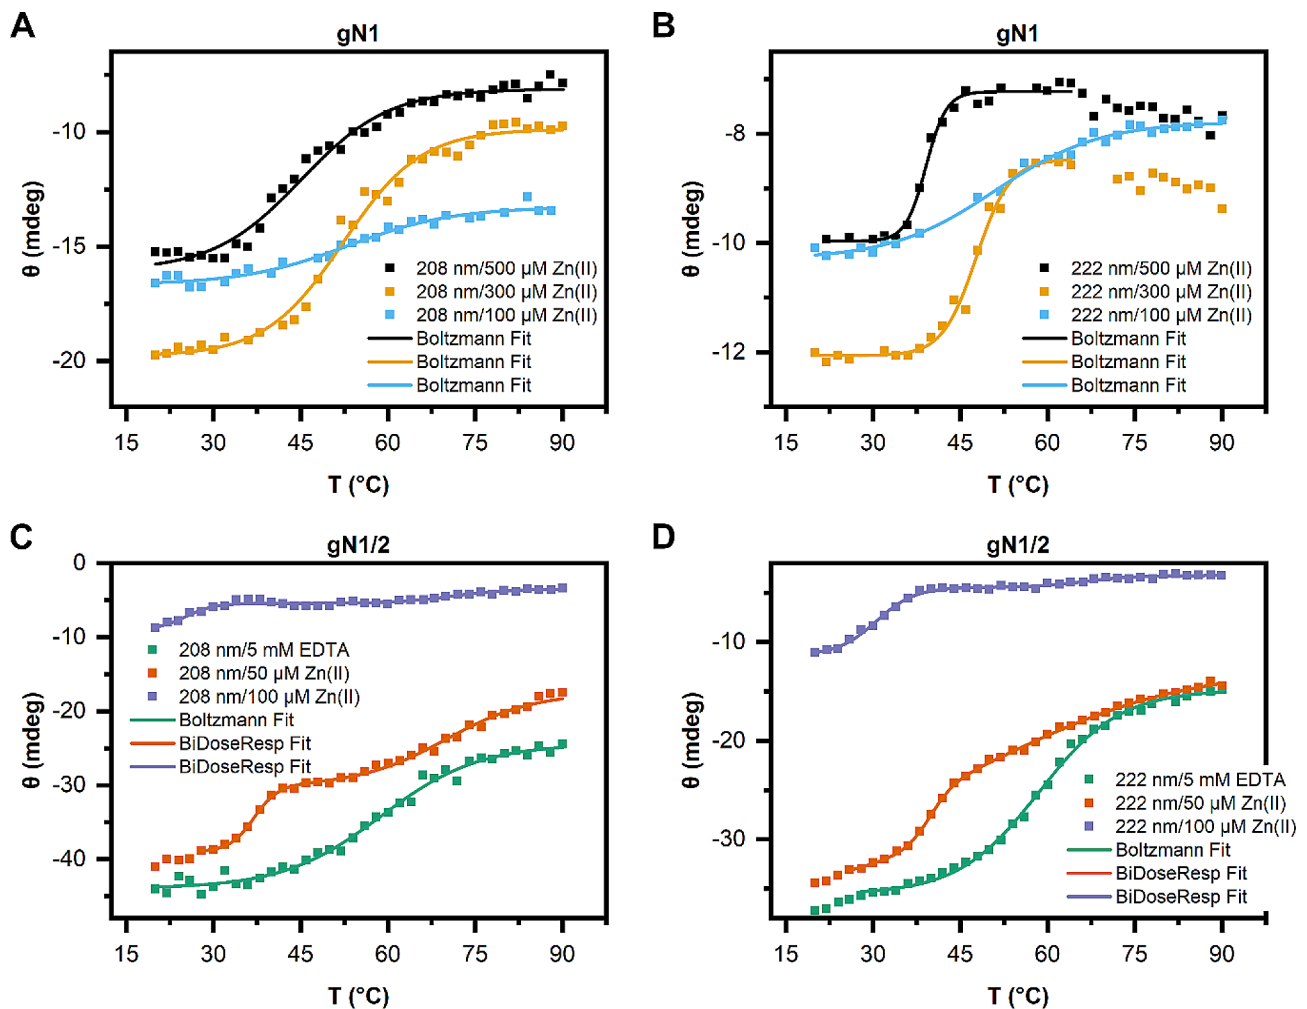 A
gN1
-10
-15
-20
θ (mdeg)
208 nm/500 µM Zn(II)
208 nm/300 µM Zn(II)
208 nm/100 µM Zn(II)
Boltzmann Fit
Boltzmann Fit
Boltzmann Fit
15 30 45 60 75 90
T (°C)
B
gN1
-8
-10
-12
θ (mdeg)
222 nm/500 µM Zn(II)
222 nm/300 µM Zn(II)
222 nm/100 µM Zn(II)
Boltzmann Fit
Boltzmann Fit
Boltzmann Fit
15 30 45 60 75 90
T (°C)
C
gN1/2
0
-10
-20
-30
-40
θ (mdeg)
208 nm/5 mM EDTA
208 nm/50 µM Zn(II)
208 nm/100 µM Zn(II)
Boltzmann Fit
BiDoseResp Fit
BiDoseResp Fit
15 30 45 60 75 90
T (°C)
D
gN1/2
-10
-20
-30
θ (mdeg)
222 nm/5 mM EDTA
222 nm/50 µM Zn(II)
222 nm/100 µM Zn(II)
Boltzmann Fit
BiDoseResp Fit
BiDoseResp Fit
15 30 45 60 75 90
T (°C)